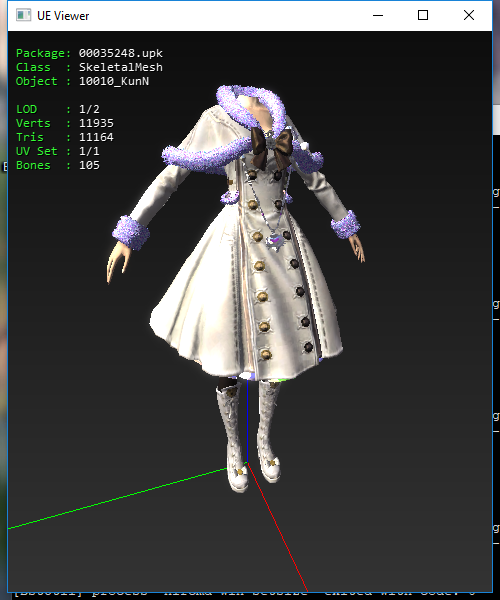 UE Viewer
Package: 00035248.upk
Class : SkeletalMesh
Object : 10010_KunN
LOD : 1/2
Verts : 11935
Tris : 11164
UV Set : 1/1
Bones : 105